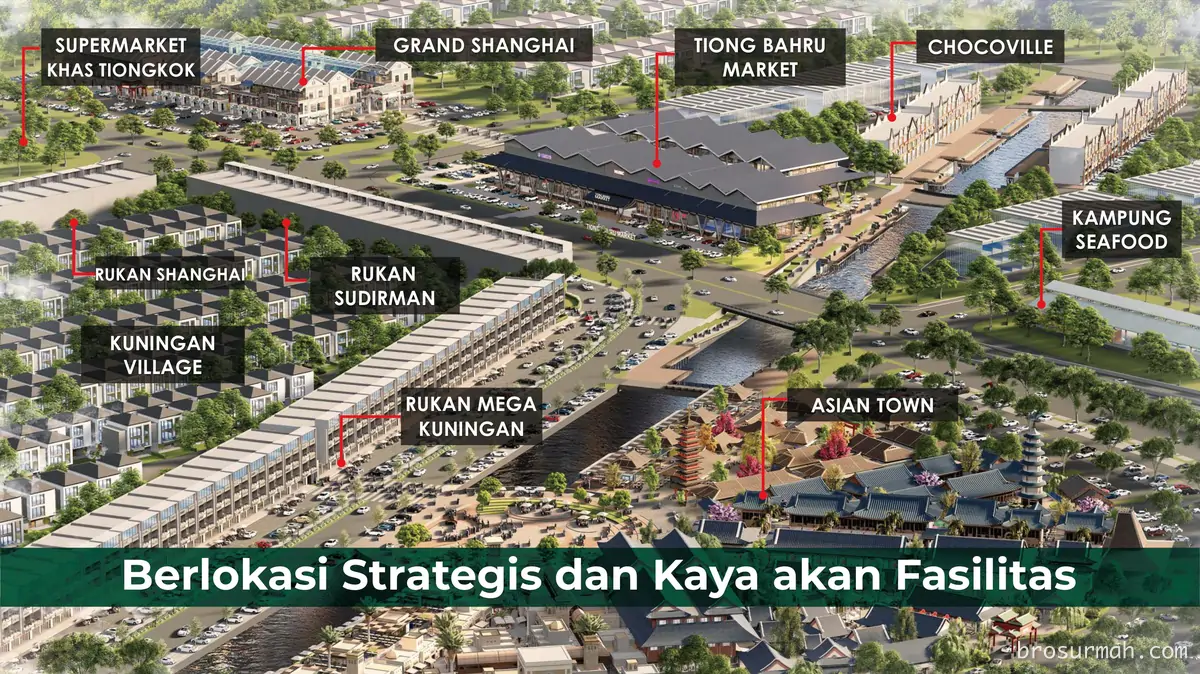 SUPERMARKET
KHAS TIONGKOK
GRAND SHANGHAI
TIONG BAHRU
MARKET
CHOCOVILLE
KAMPUNG
SEAFOOD
RUKAN SHANGHAI
RUKAN
SUDIRMAN
KUNINGAN
VILLAGE
RUKAN MEGA
KUNINGAN
ASIAN TOWN
Berlokasi Strategis dan Kaya akan Fasilitas
brosurmah.com